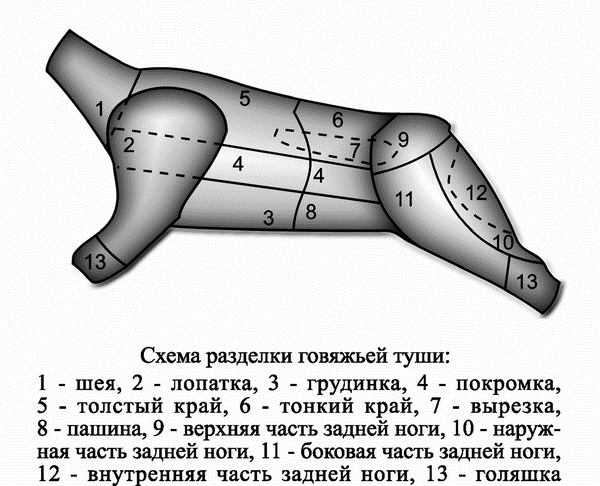 5
1
6
9
2
7
4
4
12
11
3
8
10
13
13
Схема разделки говяжьей туши:
1 - шея, 2 - лопатка, 3 - грудинка, 4 - покромка,
5 - толстый край, 6 - тонкий край, 7 - вырезка,
8 - пашина, 9 - верхняя часть задней ноги, 10 - наруж-
ная часть задней ноги, 11 - боковая часть задней ноги,
12 - внутренняя часть задней ноги, 13 - голяшка